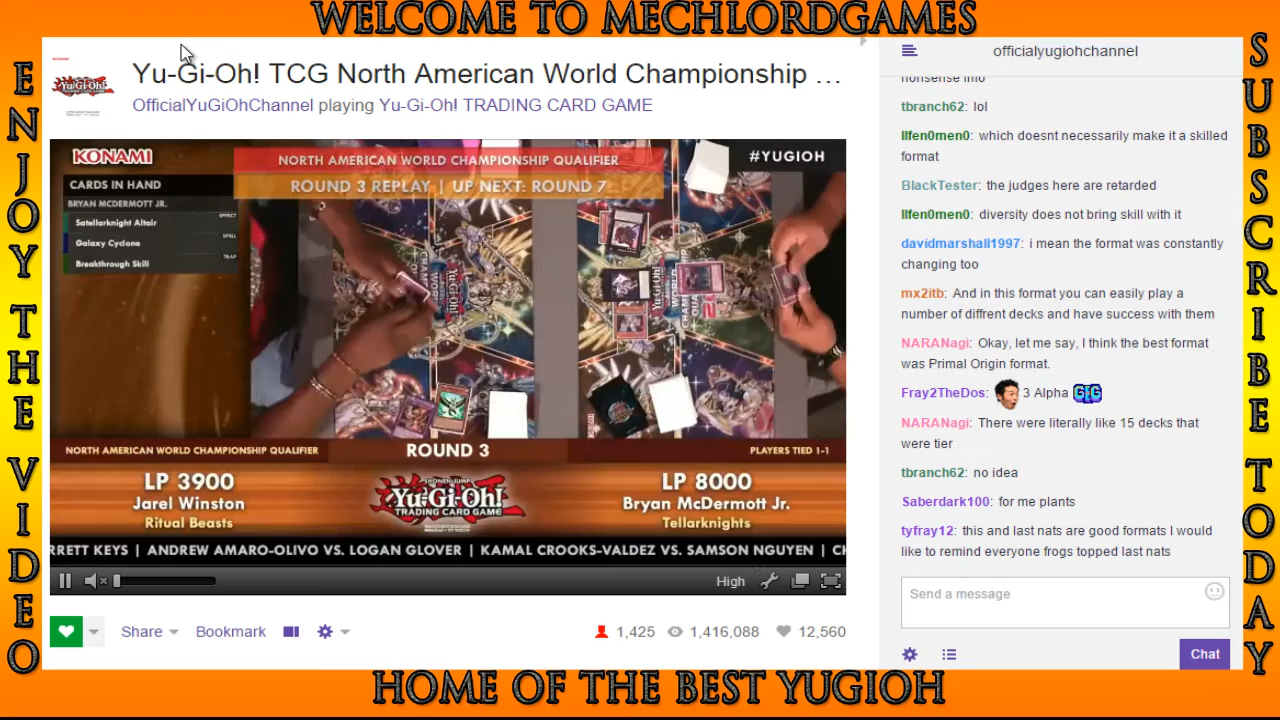 WELCOME TO MECHLORDGAMES
ENJOY THE VIDEO
Yu-Gi-Oh! TCG North American World Championship ...
OfficialYuGiOhChannel playing Yu-Gi-Oh! TRADING CARD GAME
KONAMI
NORTH AMERICAN WORLD CHAMPIONSHIP QUALIFIER
#YUGIOH
ROUND 3 REPLAY | UP NEXT: ROUND 7
CARDS IN HAND
BRYAN MCDERMOTT JR.
Satellarknight Altair
EFFECT
Galaxy Cyclone
SPELL
Breakthrough Skill
TRAP
NORTH AMERICAN WORLD CHAMPIONSHIP QUALIFIER
ROUND 3
PLAYERS TIED 1-1
LP 3900
Jarel Winston
Ritual Beasts
SHONEN JUMP
Yu-Gi-Oh!
TRADING CARD GAME
LP 8000
Bryan McDermott Jr.
Tellarknights
RRETT KEYS | ANDREW AMARO-OLIVO VS. LOGAN GLOVER | KAMAL CROOKS-VALDEZ VS. SAMSON NGUYEN | CH
High
Share
Bookmark
1,425
1,416,088
12,560
officialyugiohchannel
nonsense info
tbranch62: lol
llfen0men0: which doesnt necessarily make it a skilled
format
BlackTester: the judges here are retarded
llfen0men0: diversity does not bring skill with it
davidmarshall1997: i mean the format was constantly
changing too
mx2itb: And in this format you can easily play a
number of diffrent decks and have success with them
NARANagi: Okay, let me say, I think the best format
was Primal Origin format.
Fray2TheDos: 3 Alpha GEG
NARANagi: There were literally like 15 decks that
were tier
tbranch62: no idea
Saberdark100: for me plants
tyfray12: this and last nats are good formats I would
like to remind everyone frogs topped last nats
Send a message
Chat
SUBSCRIBE TODAY
HOME OF THE BEST YUGIOH